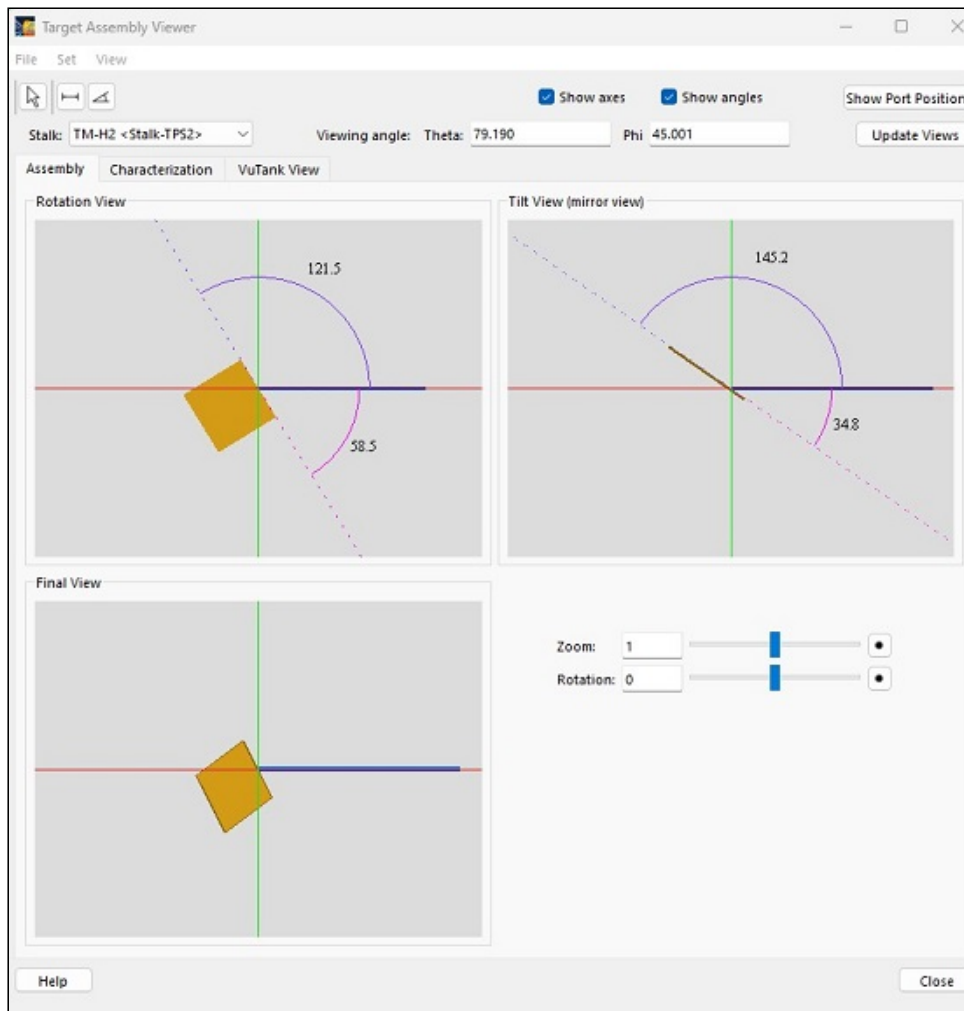 Target Assembly Viewer
File Set View
Show axes Show angles Show Port Position
Stalk: TM-H2 <Stalk-TPS2> Viewing angle: Theta: 79.190 Phi 45.001 Update Views
Assembly Characterization VuTank View
Rotation View Tilt View (mirror view)
121.5 145.2
58.5 34.8
Final View
Zoom: 1
Rotation: 0
Help Close